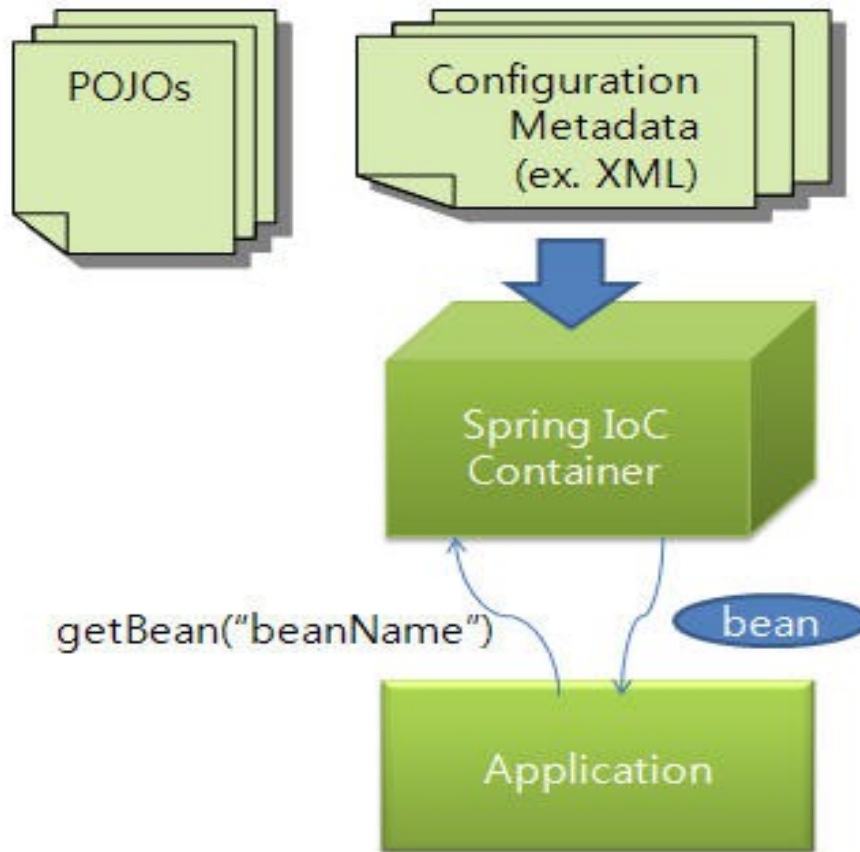 POJOs
Configuration
Metadata
(ex. XML)
Spring IoC
Container
getBean(“beanName”)
bean
Application